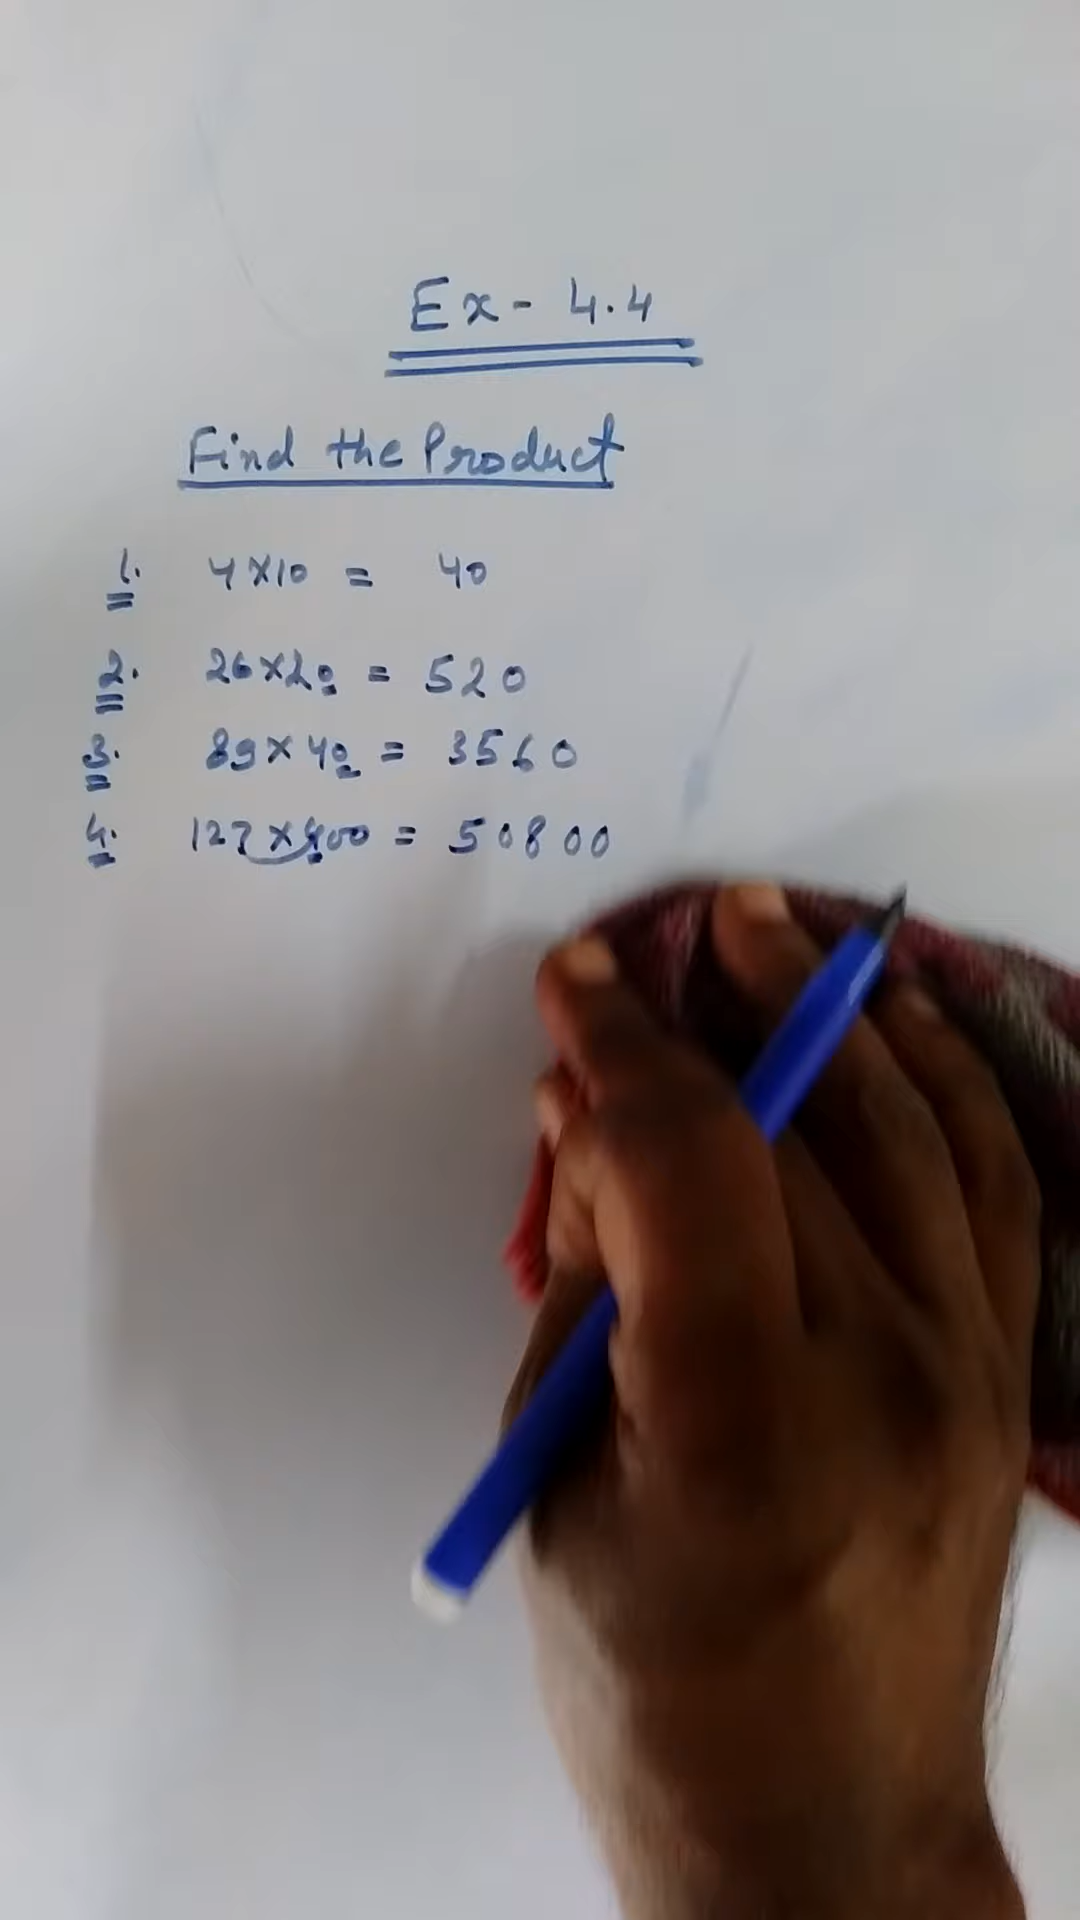 Ex - 4.4
Find the Product
1. 4×10 = 40
2. 26×20 = 520
3. 89×40 = 3560
4. 127×400 = 50800